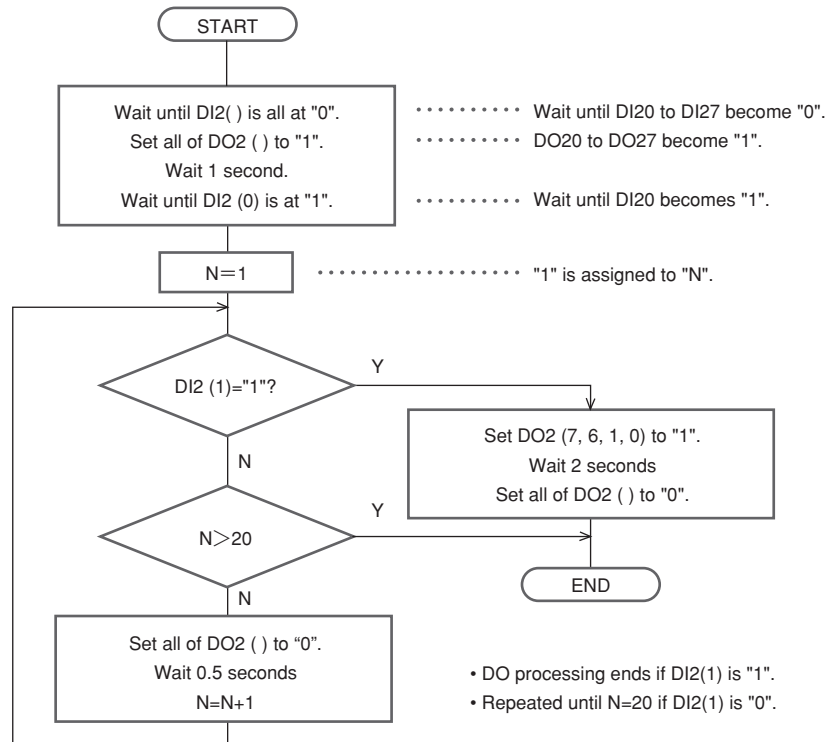 START
Wait until DI2( ) is all at "0".
Set all of DO2 ( ) to "1".
Wait 1 second.
Wait until DI2 (0) is at "1".
Wait until DI20 to DI27 become "0".
DO20 to DO27 become "1".
Wait until DI20 becomes "1".
N＝1
"1" is assigned to "N".
DI2 (1)="1"?
Y
N
Set DO2 (7, 6, 1, 0) to "1".
Wait 2 seconds
Set all of DO2 ( ) to "0".
N＞20
Y
N
END
Set all of DO2 ( ) to “0”.
Wait 0.5 seconds
N=N+1
• DO processing ends if DI2(1) is "1".
• Repeated until N=20 if DI2(1) is "0".